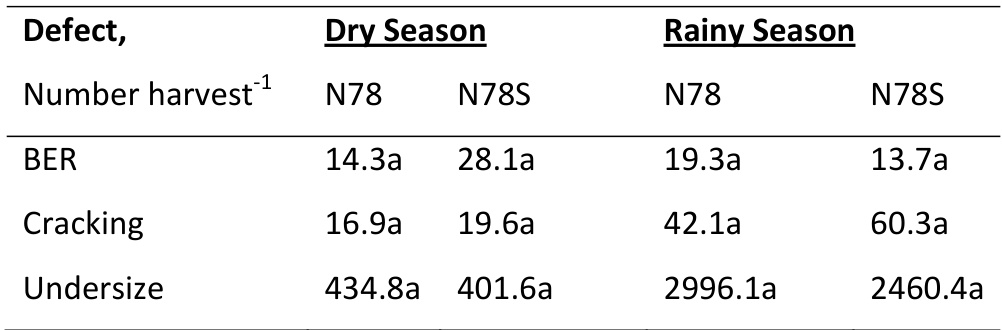 Defect, Dry Season Rainy Season
Number harvest-1 N78 N78S N78 N78S
BER 14.3a 28.1a 19.3a 13.7a
Cracking 16.9a 19.6a 42.1a 60.3a
Undersize 434.8a 401.6a 2996.1a 2460.4a